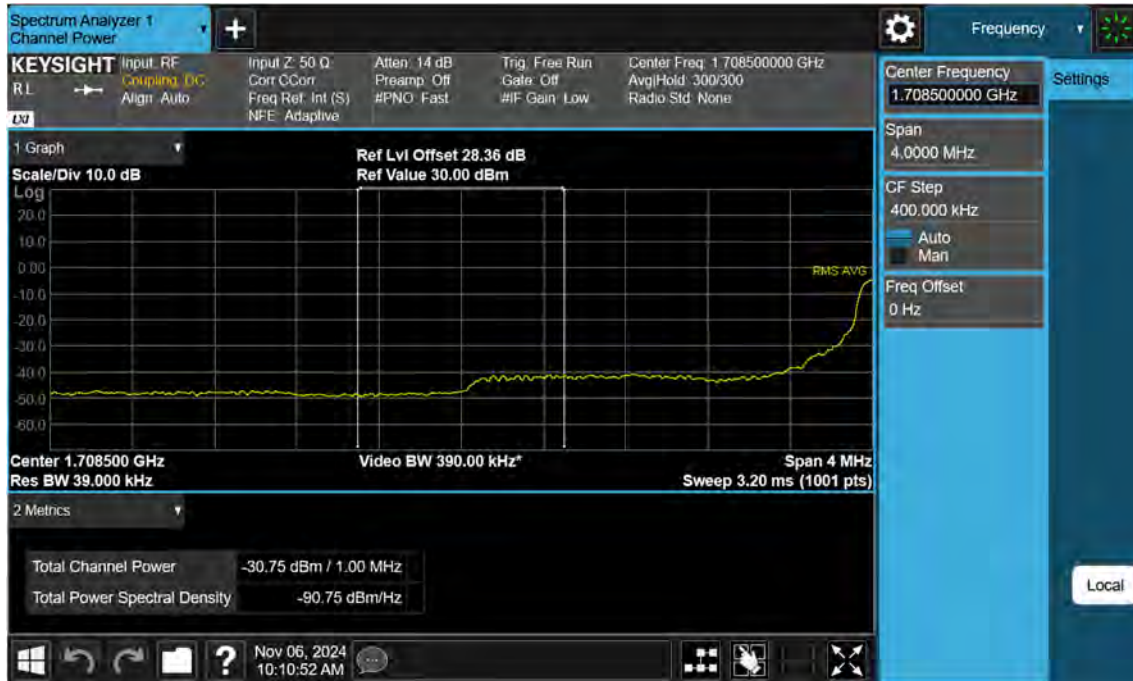 Spectrum Analyzer 1
Channel Power
+
Frequency
KEYSIGHT
RL
LXI
Input: RF
Coupling: DC
Align: Auto
Input Z: 50 Ω
Corr CCorr
Freq Ref: Int (S)
NFE: Adaptive
Atten: 14 dB
Preamp: Off
#PNO: Fast
Trig: Free Run
Gate: Off
#IF Gain: Low
Center Freq: 1.708500000 GHz
Avg|Hold: 300/300
Radio Std: None
1 Graph
Scale/Div 10.0 dB
Ref Lvl Offset 28.36 dB
Ref Value 30.00 dBm
Log
20.0
10.0
0.00
-10.0
-20.0
-30.0
-40.0
-50.0
-60.0
RMS AVG
Center 1.708500 GHz
Res BW 39.000 kHz
Video BW 390.00 kHz*
Span 4 MHz
Sweep 3.20 ms (1001 pts)
2 Metrics
Total Channel Power -30.75 dBm / 1.00 MHz
Total Power Spectral Density -90.75 dBm/Hz
Nov 06, 2024
10:10:52 AM
?
Center Frequency
1.708500000 GHz
Span
4.0000 MHz
CF Step
400.000 kHz
Auto
Man
Freq Offset
0 Hz
Settings
Local